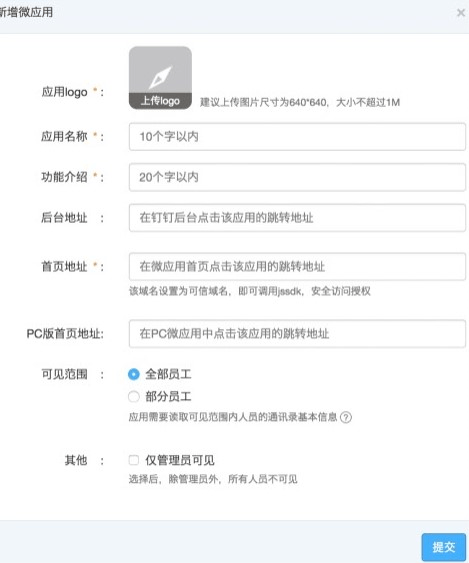 新增微应用
×
应用logo *：
上传logo
建议上传图片尺寸为640*640，大小不超过1M
应用名称 *： 10个字以内
功能介绍 *： 20个字以内
后台地址 ： 在钉钉后台点击该应用的跳转地址
首页地址 *： 在微应用首页点击该应用的跳转地址
该域名设置为可信域名，即可调用jssdk，安全访问授权
PC版首页地址: 在PC微应用中点击该应用的跳转地址
可见范围 ： 全部员工
部分员工
应用需要读取可见范围内人员的通讯录基本信息 ?
其他 ： 仅管理员可见
选择后，除管理员外，所有人员不可见
提交